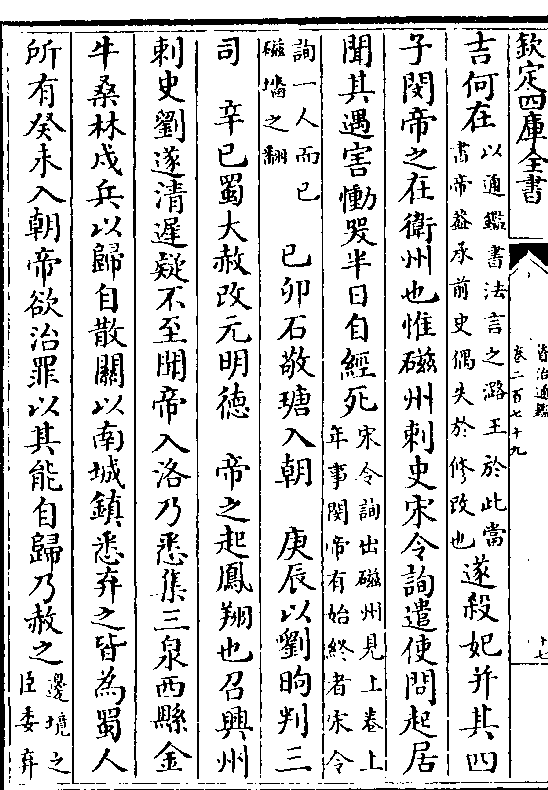 欽定四庫全書
資治通鑑
卷二百七十九
十七
吉何在
以通鑑書法言之潞王於此當
書帝蓋承前史偶失於修改也
遂殺妃并其四
子閔帝之在衛州也惟磁州刺史宋令詢遣使問起居
聞其遇害慟哭半日自經死
宋令詢出磁州見上卷上
年事閔帝有始終者宋令
詢一人而已
磁墻之翻
己卯石敬瑭入朝　庚辰以劉昫判三
司　辛巳蜀大赦改元明德　帝之起鳳翔也召興州
刺史劉遂清遲疑不至聞帝入洛乃悉集三泉西縣金
牛桑林戍兵以歸自散關以南城鎮悉弃之皆為蜀人
所有癸未入朝帝欲治罪以其能自歸乃赦之
邊境之
臣委弃